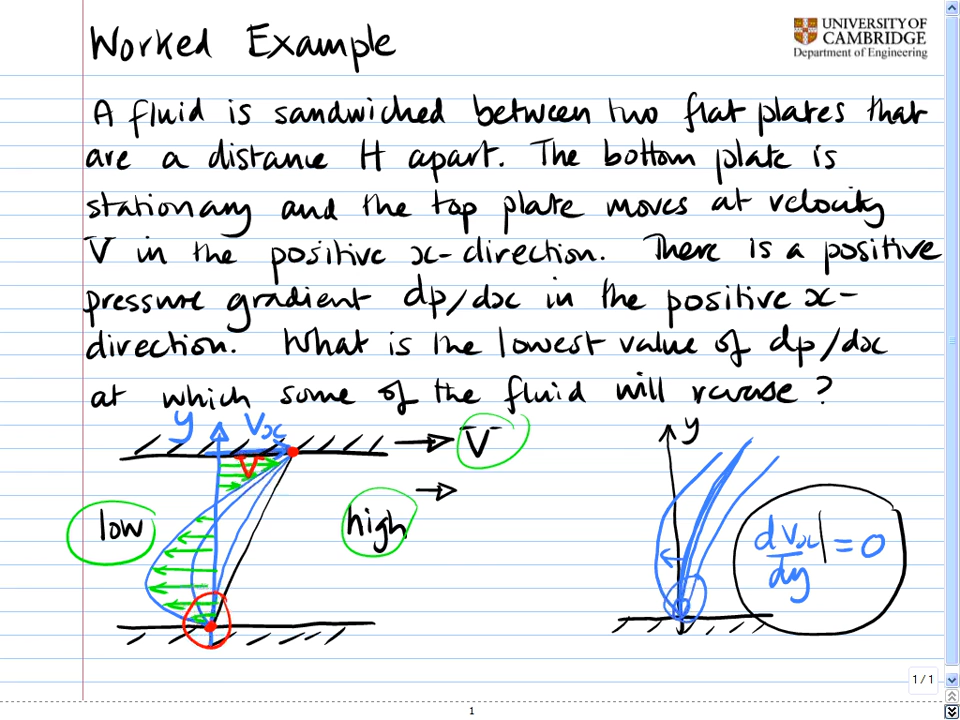 Worked Example
UNIVERSITY OF
CAMBRIDGE
Department of Engineering
A fluid is sandwiched between two flat plates that
are a distance H apart. The bottom plate is
stationary and the top plate moves at velocity
V in the positive x-direction. There is a positive
pressure gradient dp/dx in the positive x-
direction. What is the lowest value of dp/dx
at which some of the fluid will reverse?
y Vx V y
V
low high dVx/dy| = 0
1 / 1
1